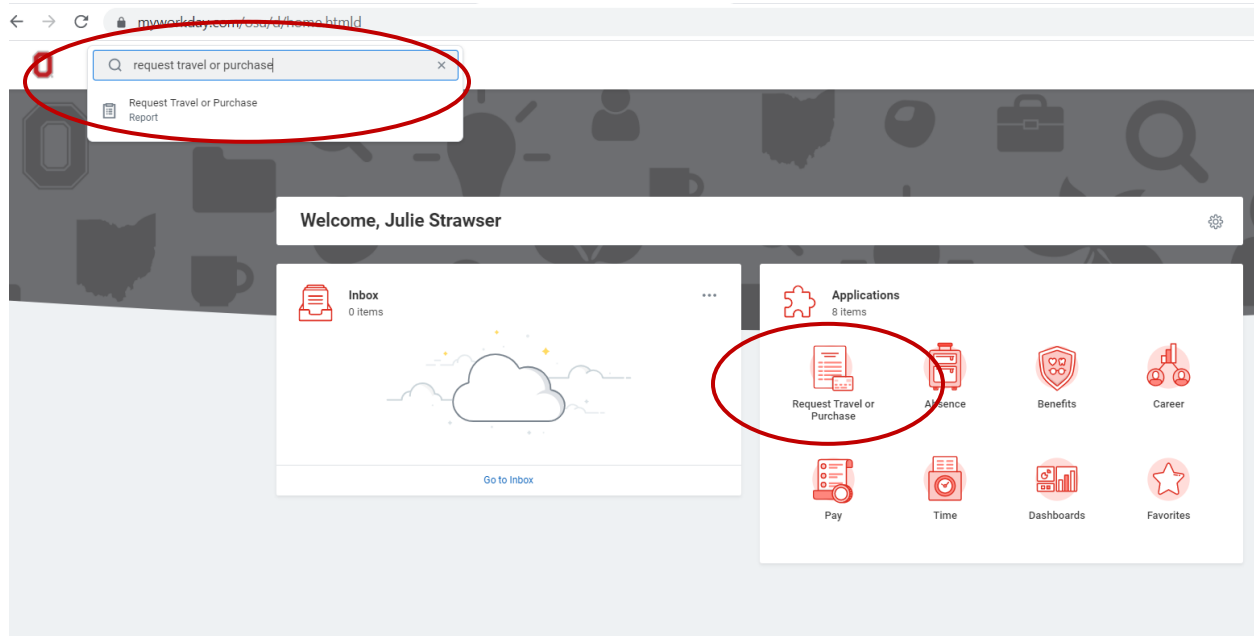 myworkday.com/osu/d/home.htmld
request travel or purchase
Request Travel or Purchase
Report
Welcome, Julie Strawser
Inbox
0 items
Go to Inbox
Applications
8 items
Request Travel or
Purchase
Absence
Benefits
Career
Pay
Time
Dashboards
Favorites